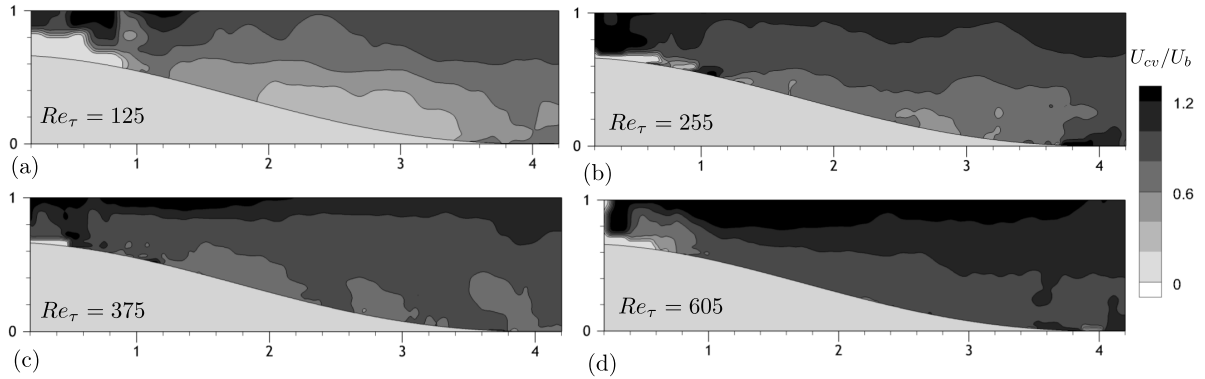 1
0
Re_τ = 125
1 2 3 4
(a)
1
0
Re_τ = 255
1 2 3 4
(b)
U_cv/U_b
1.2
0.6
0
1
0
Re_τ = 375
1 2 3 4
(c)
1
0
Re_τ = 605
1 2 3 4
(d)